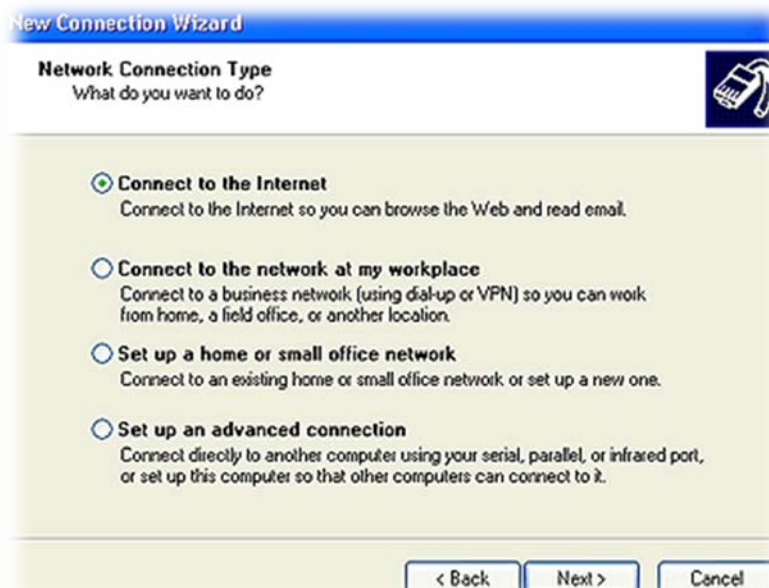 New Connection Wizard
Network Connection Type
What do you want to do?
Connect to the Internet
Connect to the Internet so you can browse the Web and read email.
Connect to the network at my workplace
Connect to a business network (using dial-up or VPN) so you can work
from home, a field office, or another location.
Set up a home or small office network
Connect to an existing home or small office network or set up a new one.
Set up an advanced connection
Connect directly to another computer using your serial, parallel, or infrared port,
or set up this computer so that other computers can connect to it.
< Back Next > Cancel